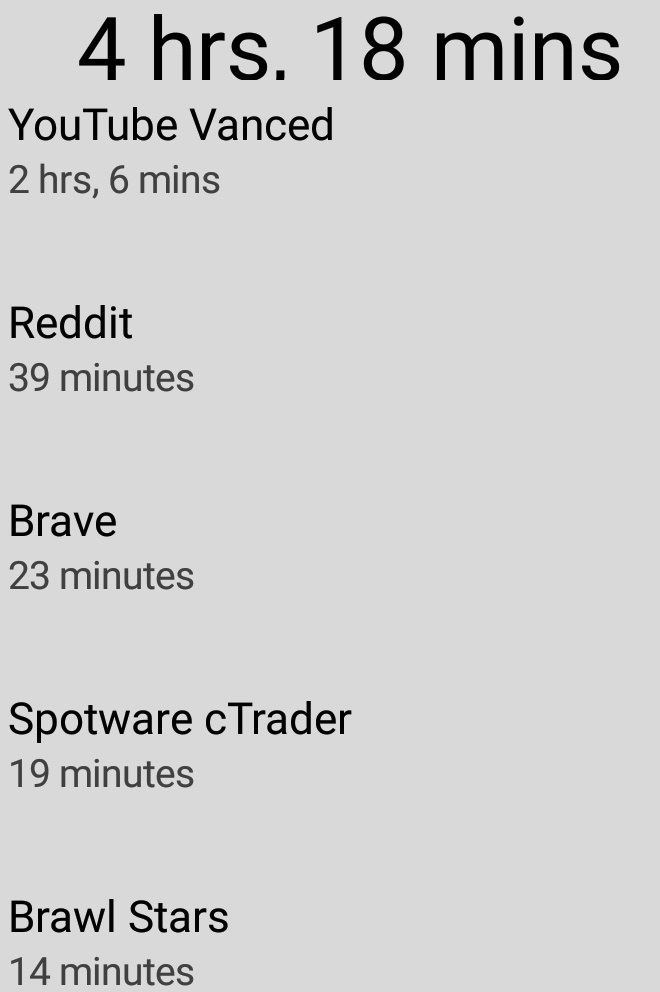 4 hrs. 18 mins
YouTube Vanced
2 hrs, 6 mins
Reddit
39 minutes
Brave
23 minutes
Spotware cTrader
19 minutes
Brawl Stars
14 minutes